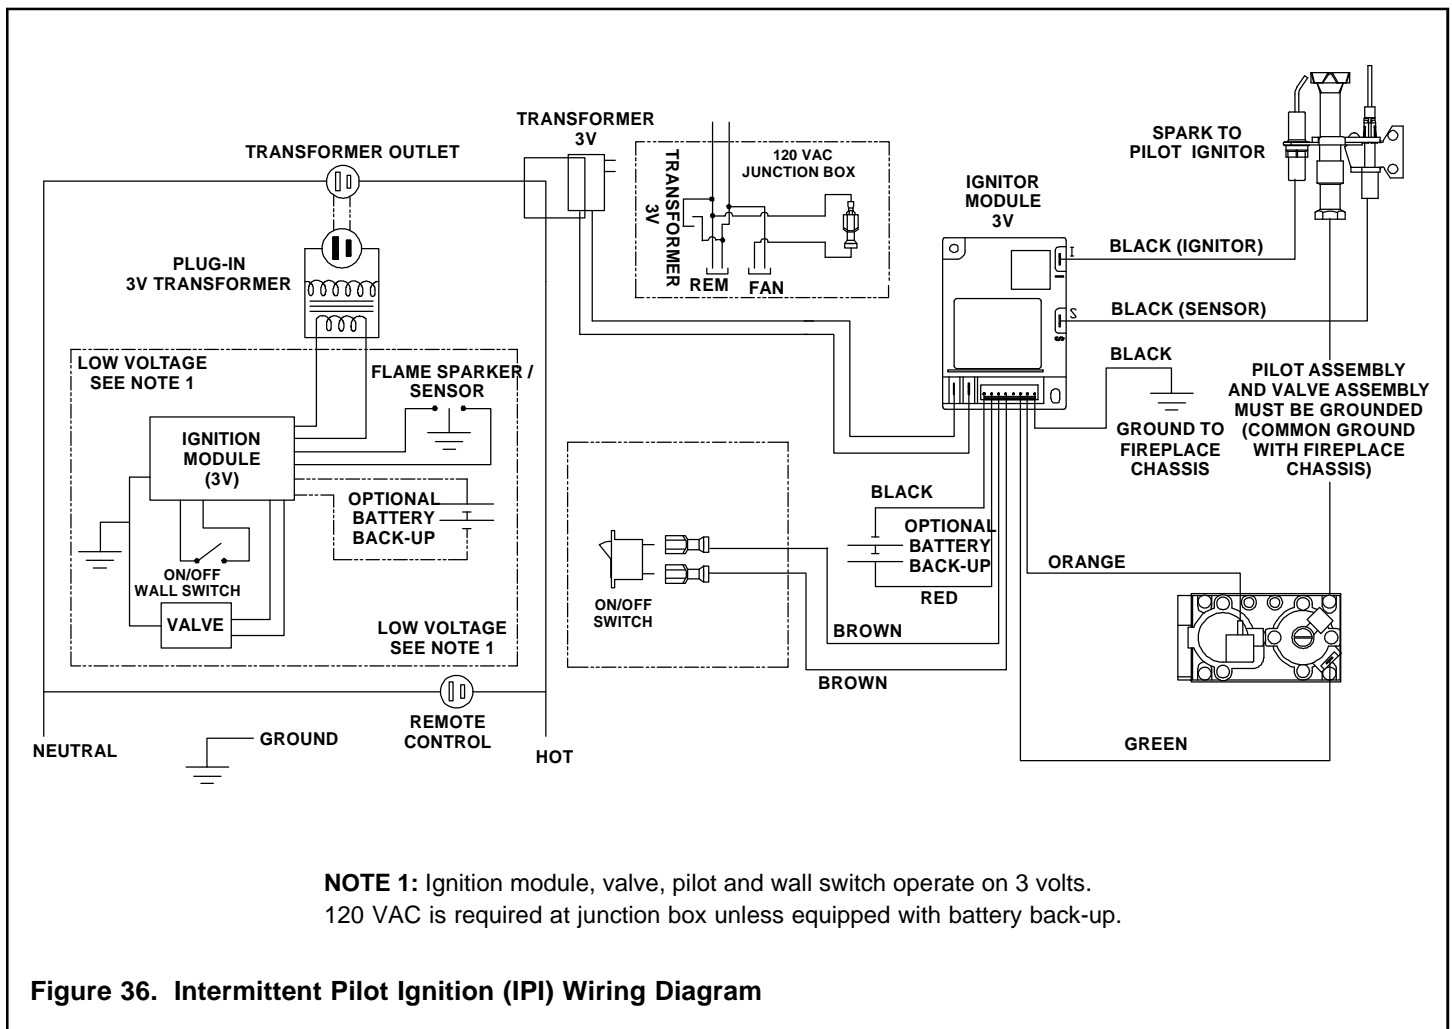 TRANSFORMER OUTLET
PLUG-IN
3V TRANSFORMER
LOW VOLTAGE
SEE NOTE 1
FLAME SPARKER /
SENSOR
IGNITION
MODULE
(3V)
OPTIONAL
BATTERY
BACK-UP
ON/OFF
WALL SWITCH
VALVE
LOW VOLTAGE
SEE NOTE 1
REMOTE
CONTROL
NEUTRAL
GROUND
HOT
TRANSFORMER
3V
TRANSFORMER
3V
120 VAC
JUNCTION BOX
REM
FAN
IGNITOR
MODULE
3V
I
I
S
S
SPARK TO
PILOT IGNITOR
BLACK (IGNITOR)
BLACK (SENSOR)
BLACK
GROUND TO
FIREPLACE
CHASSIS
PILOT ASSEMBLY
AND VALVE ASSEMBLY
MUST BE GROUNDED
(COMMON GROUND
WITH FIREPLACE
CHASSIS)
BLACK
OPTIONAL
BATTERY
BACK-UP
RED
ON/OFF
SWITCH
BROWN
BROWN
ORANGE
GREEN
NOTE 1: Ignition module, valve, pilot and wall switch operate on 3 volts.
120 VAC is required at junction box unless equipped with battery back-up.
Figure 36. Intermittent Pilot Ignition (IPI) Wiring Diagram